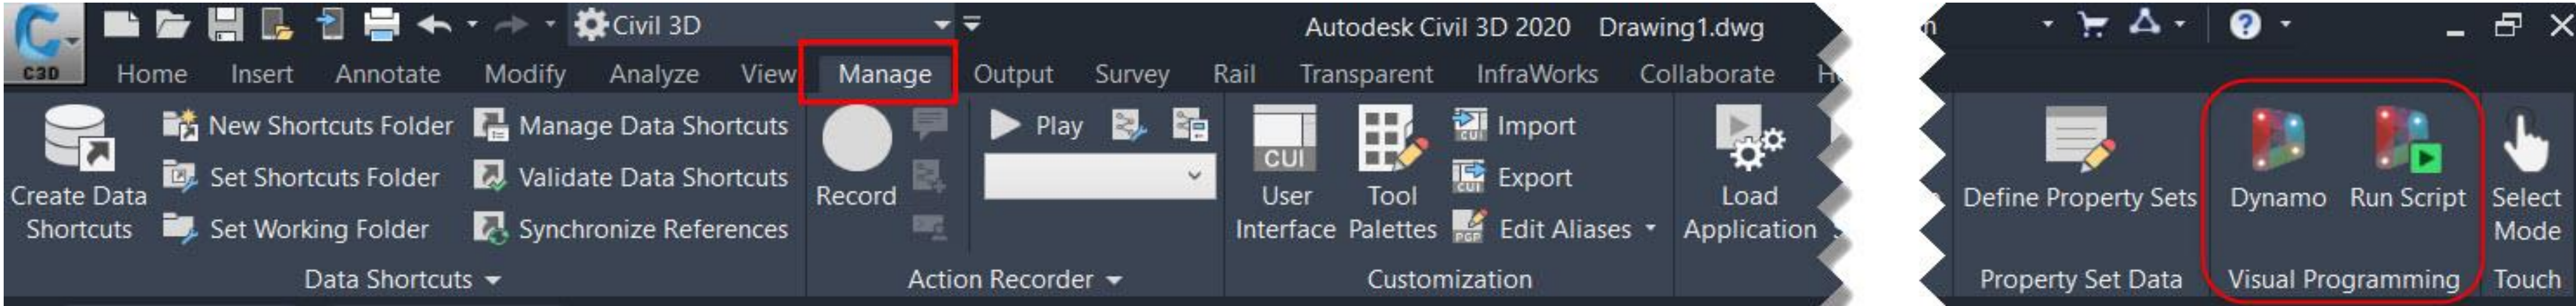 Civil 3D
Autodesk Civil 3D 2020 Drawing1.dwg
C3D
Home Insert Annotate Modify Analyze View Manage Output Survey Rail Transparent InfraWorks Collaborate
Create Data Shortcuts
New Shortcuts Folder
Set Shortcuts Folder
Set Working Folder
Manage Data Shortcuts
Validate Data Shortcuts
Synchronize References
Data Shortcuts
Record
Play
Action Recorder
CUI
User
Interface
Tool
Palettes
CUI Import
CUI Export
PGP Edit Aliases
Customization
Load
Application
Define Property Sets
Property Set Data
Dynamo
Run Script
Visual Programming
Select
Mode
Touch